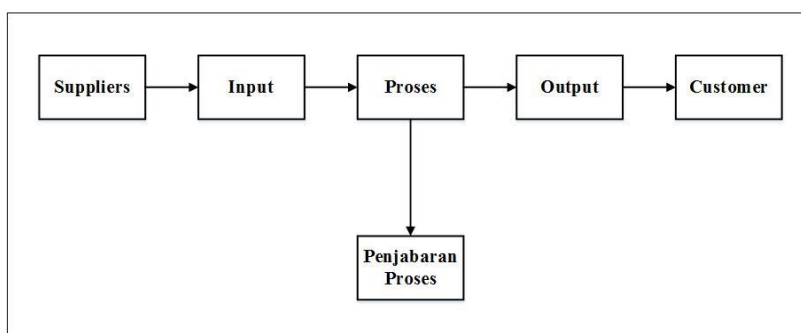 Suppliers
Input
Proses
Output
Customer
Penjabaran
Proses